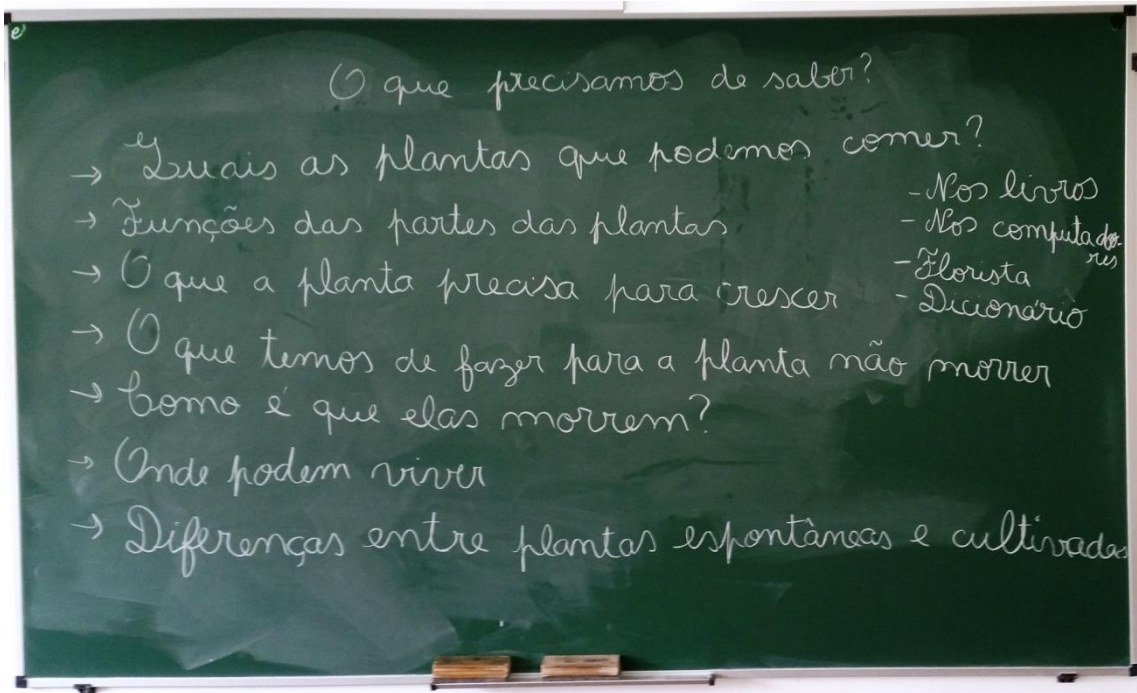 O que precisamos de saber?
→ Quais as plantas que podemos comer?
→ Funções das partes das plantas
→ O que a planta precisa para crescer
→ O que temos de fazer para a planta não morrer
→ Como é que elas morrem?
→ Onde podem viver
→ Diferenças entre plantas espontâneas e cultivadas
- Nos livros
- Nos computado-
res
- Florista
- Dicionário